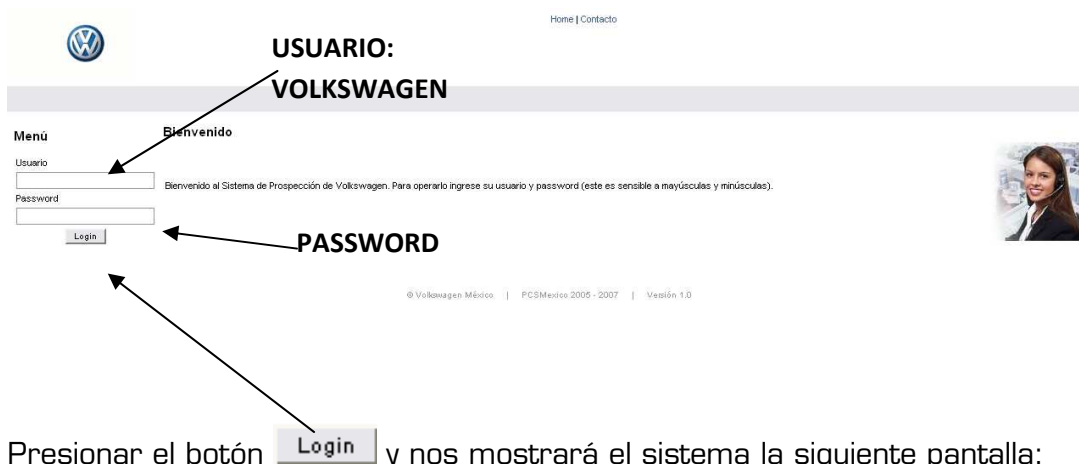 Home | Contacto
USUARIO:
VOLKSWAGEN
Menú
Bienvenido
Usuario
Bienvenido al Sistema de Prospección de Volkswagen. Para operarlo ingrese su usuario y password (este es sensible a mayúsculas y minúsculas).
Password
Login
PASSWORD
© Volkswagen México | PCSMexico 2005 - 2007 | Versión 1.0
Presionar el botón Login y nos mostrará el sistema la siguiente pantalla: